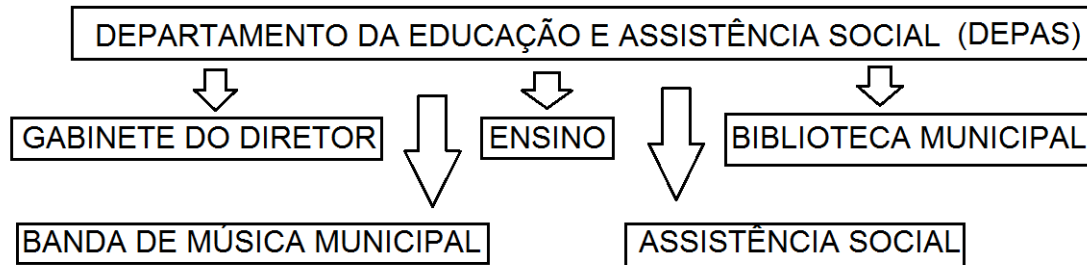 DEPARTAMENTO DA EDUCAÇÃO E ASSISTÊNCIA SOCIAL (DEPAS)
GABINETE DO DIRETOR
ENSINO
BIBLIOTECA MUNICIPAL
BANDA DE MÚSICA MUNICIPAL
ASSISTÊNCIA SOCIAL